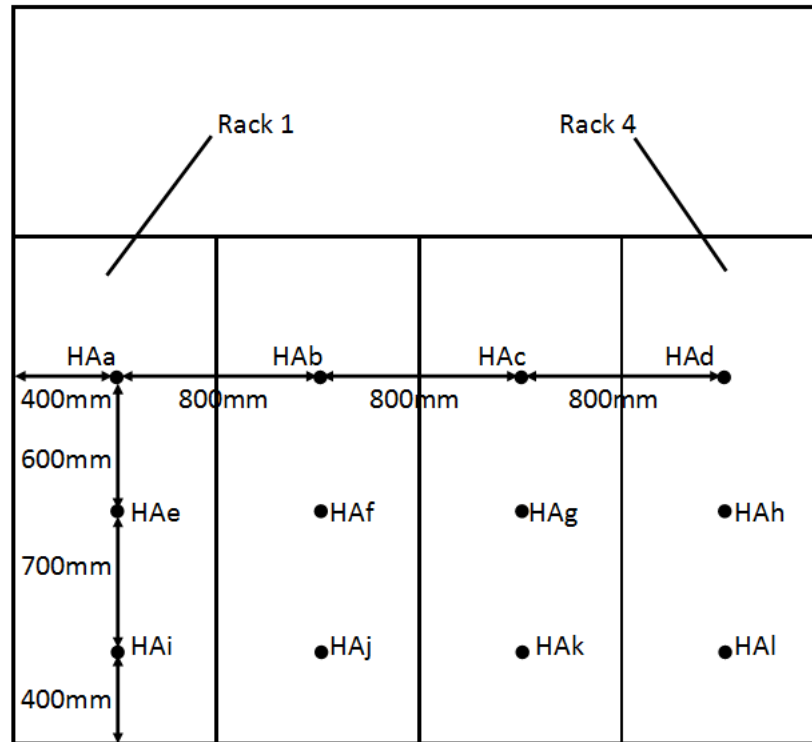 Rack 1
Rack 4
HAa
HAb
HAc
HAd
400mm
800mm
800mm
800mm
600mm
HAe
HAf
HAg
HAh
700mm
HAi
HAj
HAk
HAl
400mm